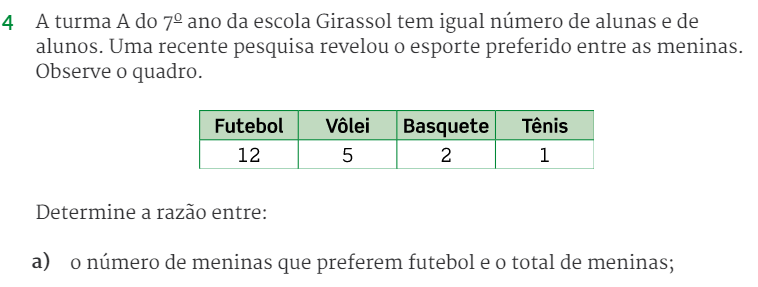 4 A turma A do 7º ano da escola Girassol tem igual número de alunas e de
alunos. Uma recente pesquisa revelou o esporte preferido entre as meninas.
Observe o quadro.
Futebol Vôlei Basquete Tênis
12 5 2 1
Determine a razão entre:
a) o número de meninas que preferem futebol e o total de meninas;